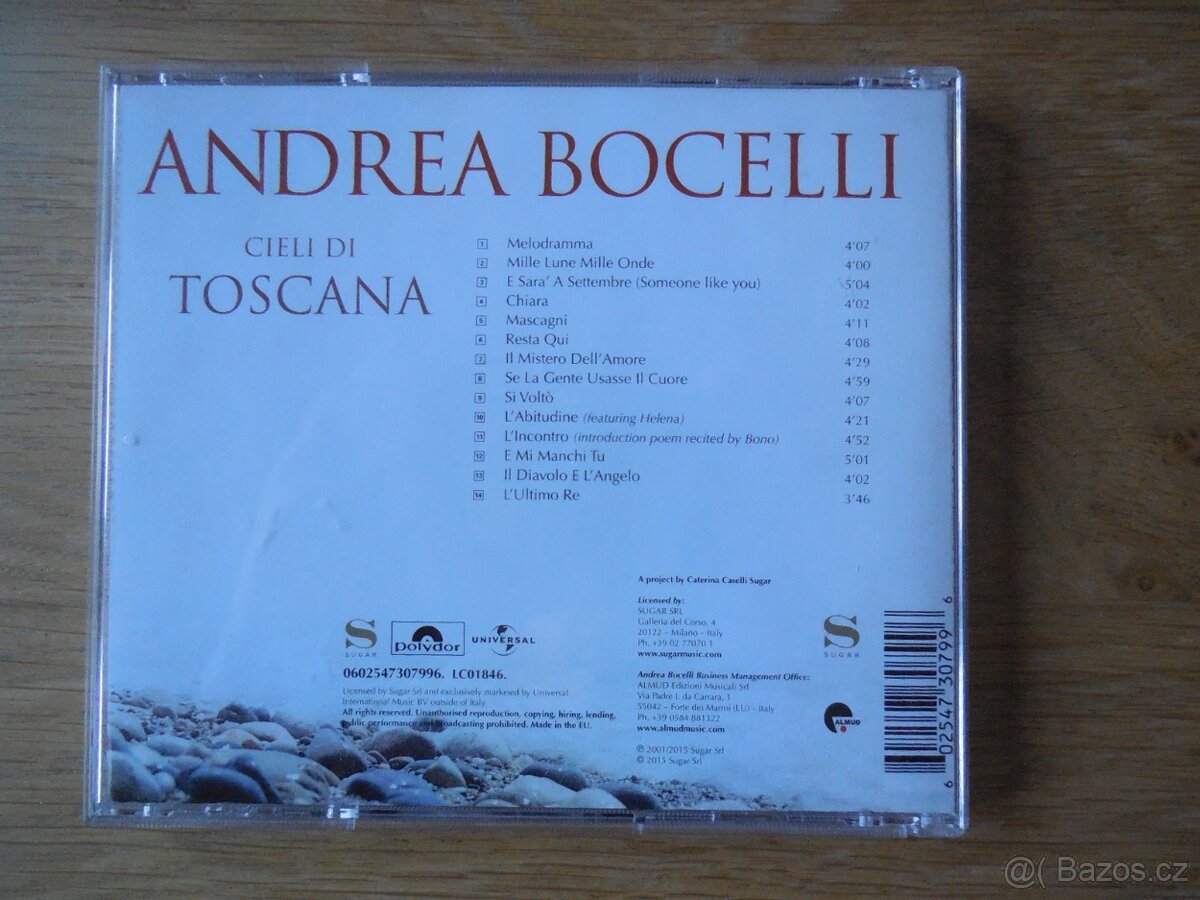 ANDREA BOCELLI
CIELI DI
TOSCANA
1 Melodramma 4'07
2 Mille Lune Mille Onde 4'00
3 E Sara' A Settembre (Someone like you) 5'04
4 Chiara 4'02
5 Mascagni 4'11
6 Resta Qui 4'08
7 Il Mistero Dell'Amore 4'29
8 Se La Gente Usasse Il Cuore 4'59
9 Si Voltò 4'07
10 L'Abitudine (featuring Helena) 4'21
11 L'Incontro (introduction poem recited by Bono) 4'52
12 E Mi Manchi Tu 5'01
13 Il Diavolo E L'Angelo 4'02
14 L'Ultimo Re 3'46
S SUGAR
polydor
UNIVERSAL
0602547307996. LC01846.
Licensed by Sugar Srl and exclusively marketed by Universal
International Music BV outside of Italy.
All rights reserved. Unauthorised reproduction, copying, hiring, lending,
public performance and broadcasting prohibited. Made in the EU.
A project by Caterina Caselli Sugar
Licensed by:
SUGAR SRL
Galleria del Corso, 4
20122 – Milano – Italy
Ph. +39 02 77070 1
www.sugarmusic.com
Andrea Bocelli Business Management Office:
ALMUD Edizioni Musicali Srl
Via Padre I. da Carrara, 1
55042 – Forte dei Marmi (LU) – Italy
Ph. +39 0584 881322
www.almudmusic.com
℗ 2001/2015 Sugar Srl
© 2015 Sugar Srl
S SUGAR
ALMUD
6 02547 30799 6
@( Bazos.cz